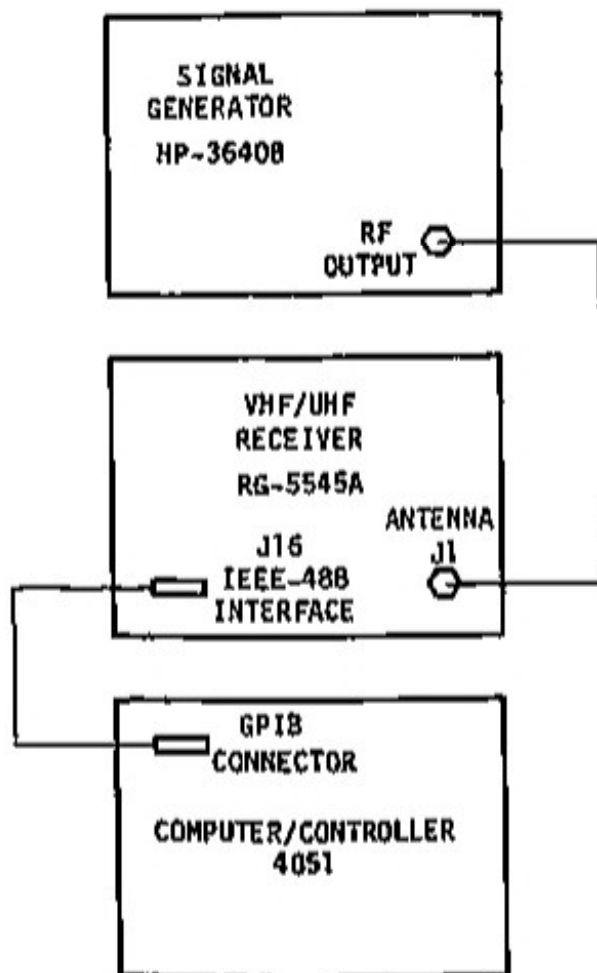 SIGNAL
GENERATOR
HP-3640B
RF
OUTPUT
VHF/UHF
RECEIVER
RG-5545A
ANTENNA
J1
J16
IEEE-488
INTERFACE
GPIB
CONNECTOR
COMPUTER/CONTROLLER
4051